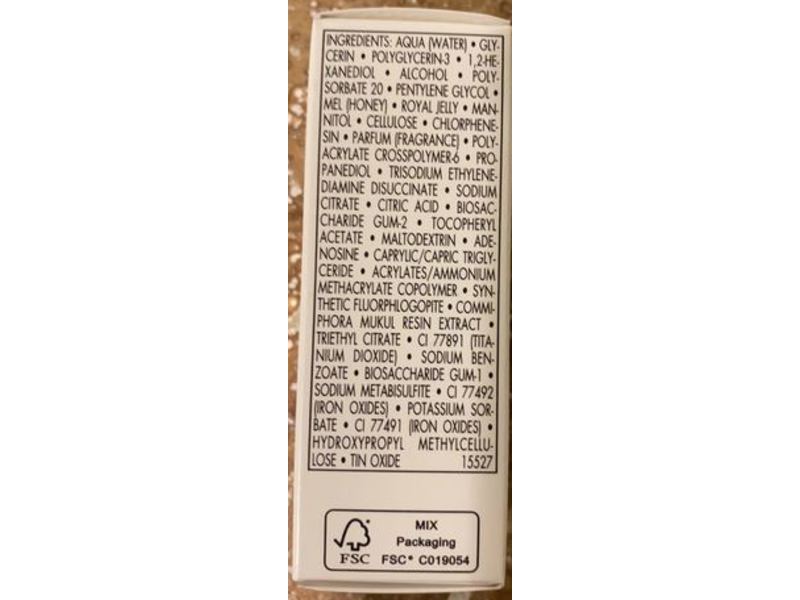 INGREDIENTS: AQUA (WATER) • GLY-
CERIN • POLYGLYCERIN-3 • 1,2-HE-
XANEDIOL • ALCOHOL • POLY-
SORBATE 20 • PENTYLENE GLYCOL •
MEL (HONEY) • ROYAL JELLY • MAN-
NITOL • CELLULOSE • CHLORPHENE-
SIN • PARFUM (FRAGRANCE) • POLY-
ACRYLATE CROSSPOLYMER-6 • PRO-
PANEDIOL • TRISODIUM ETHYLENE-
DIAMINE DISUCCINATE • SODIUM
CITRATE • CITRIC ACID • BIOSAC-
CHARIDE GUM-2 • TOCOPHERYL
ACETATE • MALTODEXTRIN • ADE-
NOSINE • CAPRYLIC/CAPRIC TRIGLY-
CERIDE • ACRYLATES/AMMONIUM
METHACRYLATE COPOLYMER • SYN-
THETIC FLUORPHLOGOPITE • COMMI-
PHORA MUKUL RESIN EXTRACT •
TRIETHYL CITRATE • CI 77891 (TITA-
NIUM DIOXIDE) • SODIUM BEN-
ZOATE • BIOSACCHARIDE GUM-1 •
SODIUM METABISULFITE • CI 77492
(IRON OXIDES) • POTASSIUM SOR-
BATE • CI 77491 (IRON OXIDES) •
HYDROXYPROPYL METHYLCELLU-
LOSE • TIN OXIDE 15527
MIX
Packaging
FSC FSC® C019054